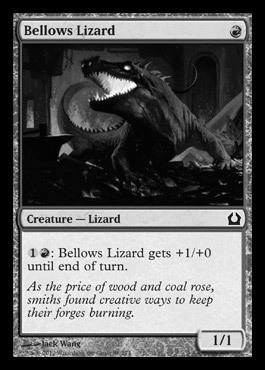 Bellows Lizard
Creature — Lizard
1: Bellows Lizard gets +1/+0
until end of turn.
As the price of wood and coal rose,
smiths found creative ways to keep
their forges burning.
1/1
Jack Wang